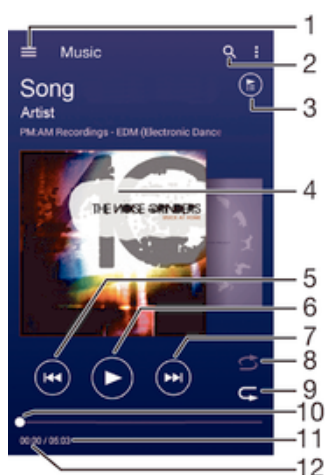 1
Music
2
Song
Artist
3
PM:AM Recordings - EDM (Electronic Dance
4
10
THE NOISE GRINDERS
5
6
7
8
9
10
11
00:00 / 05:03
12